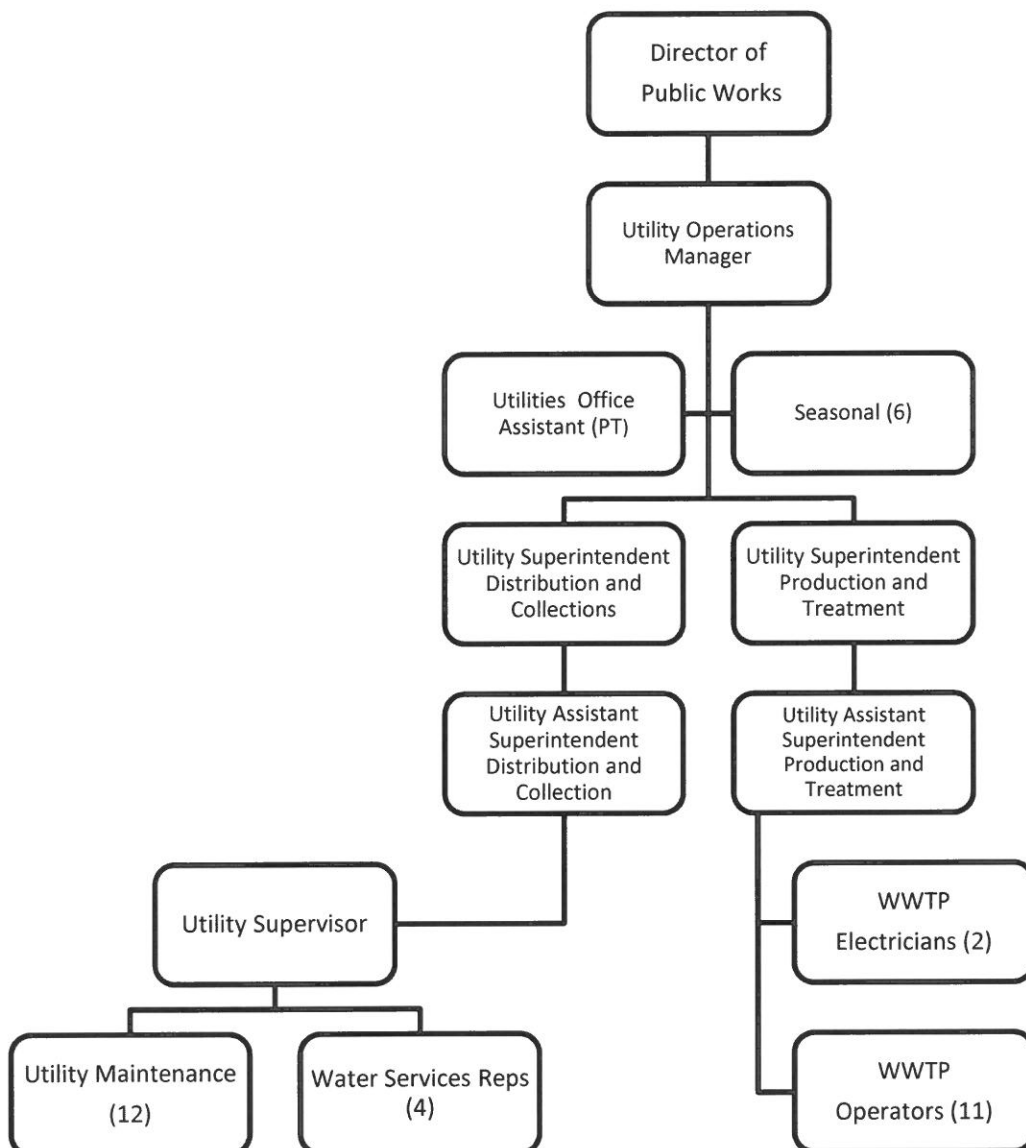 Director of
Public Works
Utility Operations
Manager
Utilities Office
Assistant (PT)
Seasonal (6)
Utility Superintendent
Distribution and
Collections
Utility Superintendent
Production and
Treatment
Utility Assistant
Superintendent
Distribution and
Collection
Utility Assistant
Superintendent
Production and
Treatment
Utility Supervisor
WWTP
Electricians (2)
Utility Maintenance
(12)
Water Services Reps
(4)
WWTP
Operators (11)